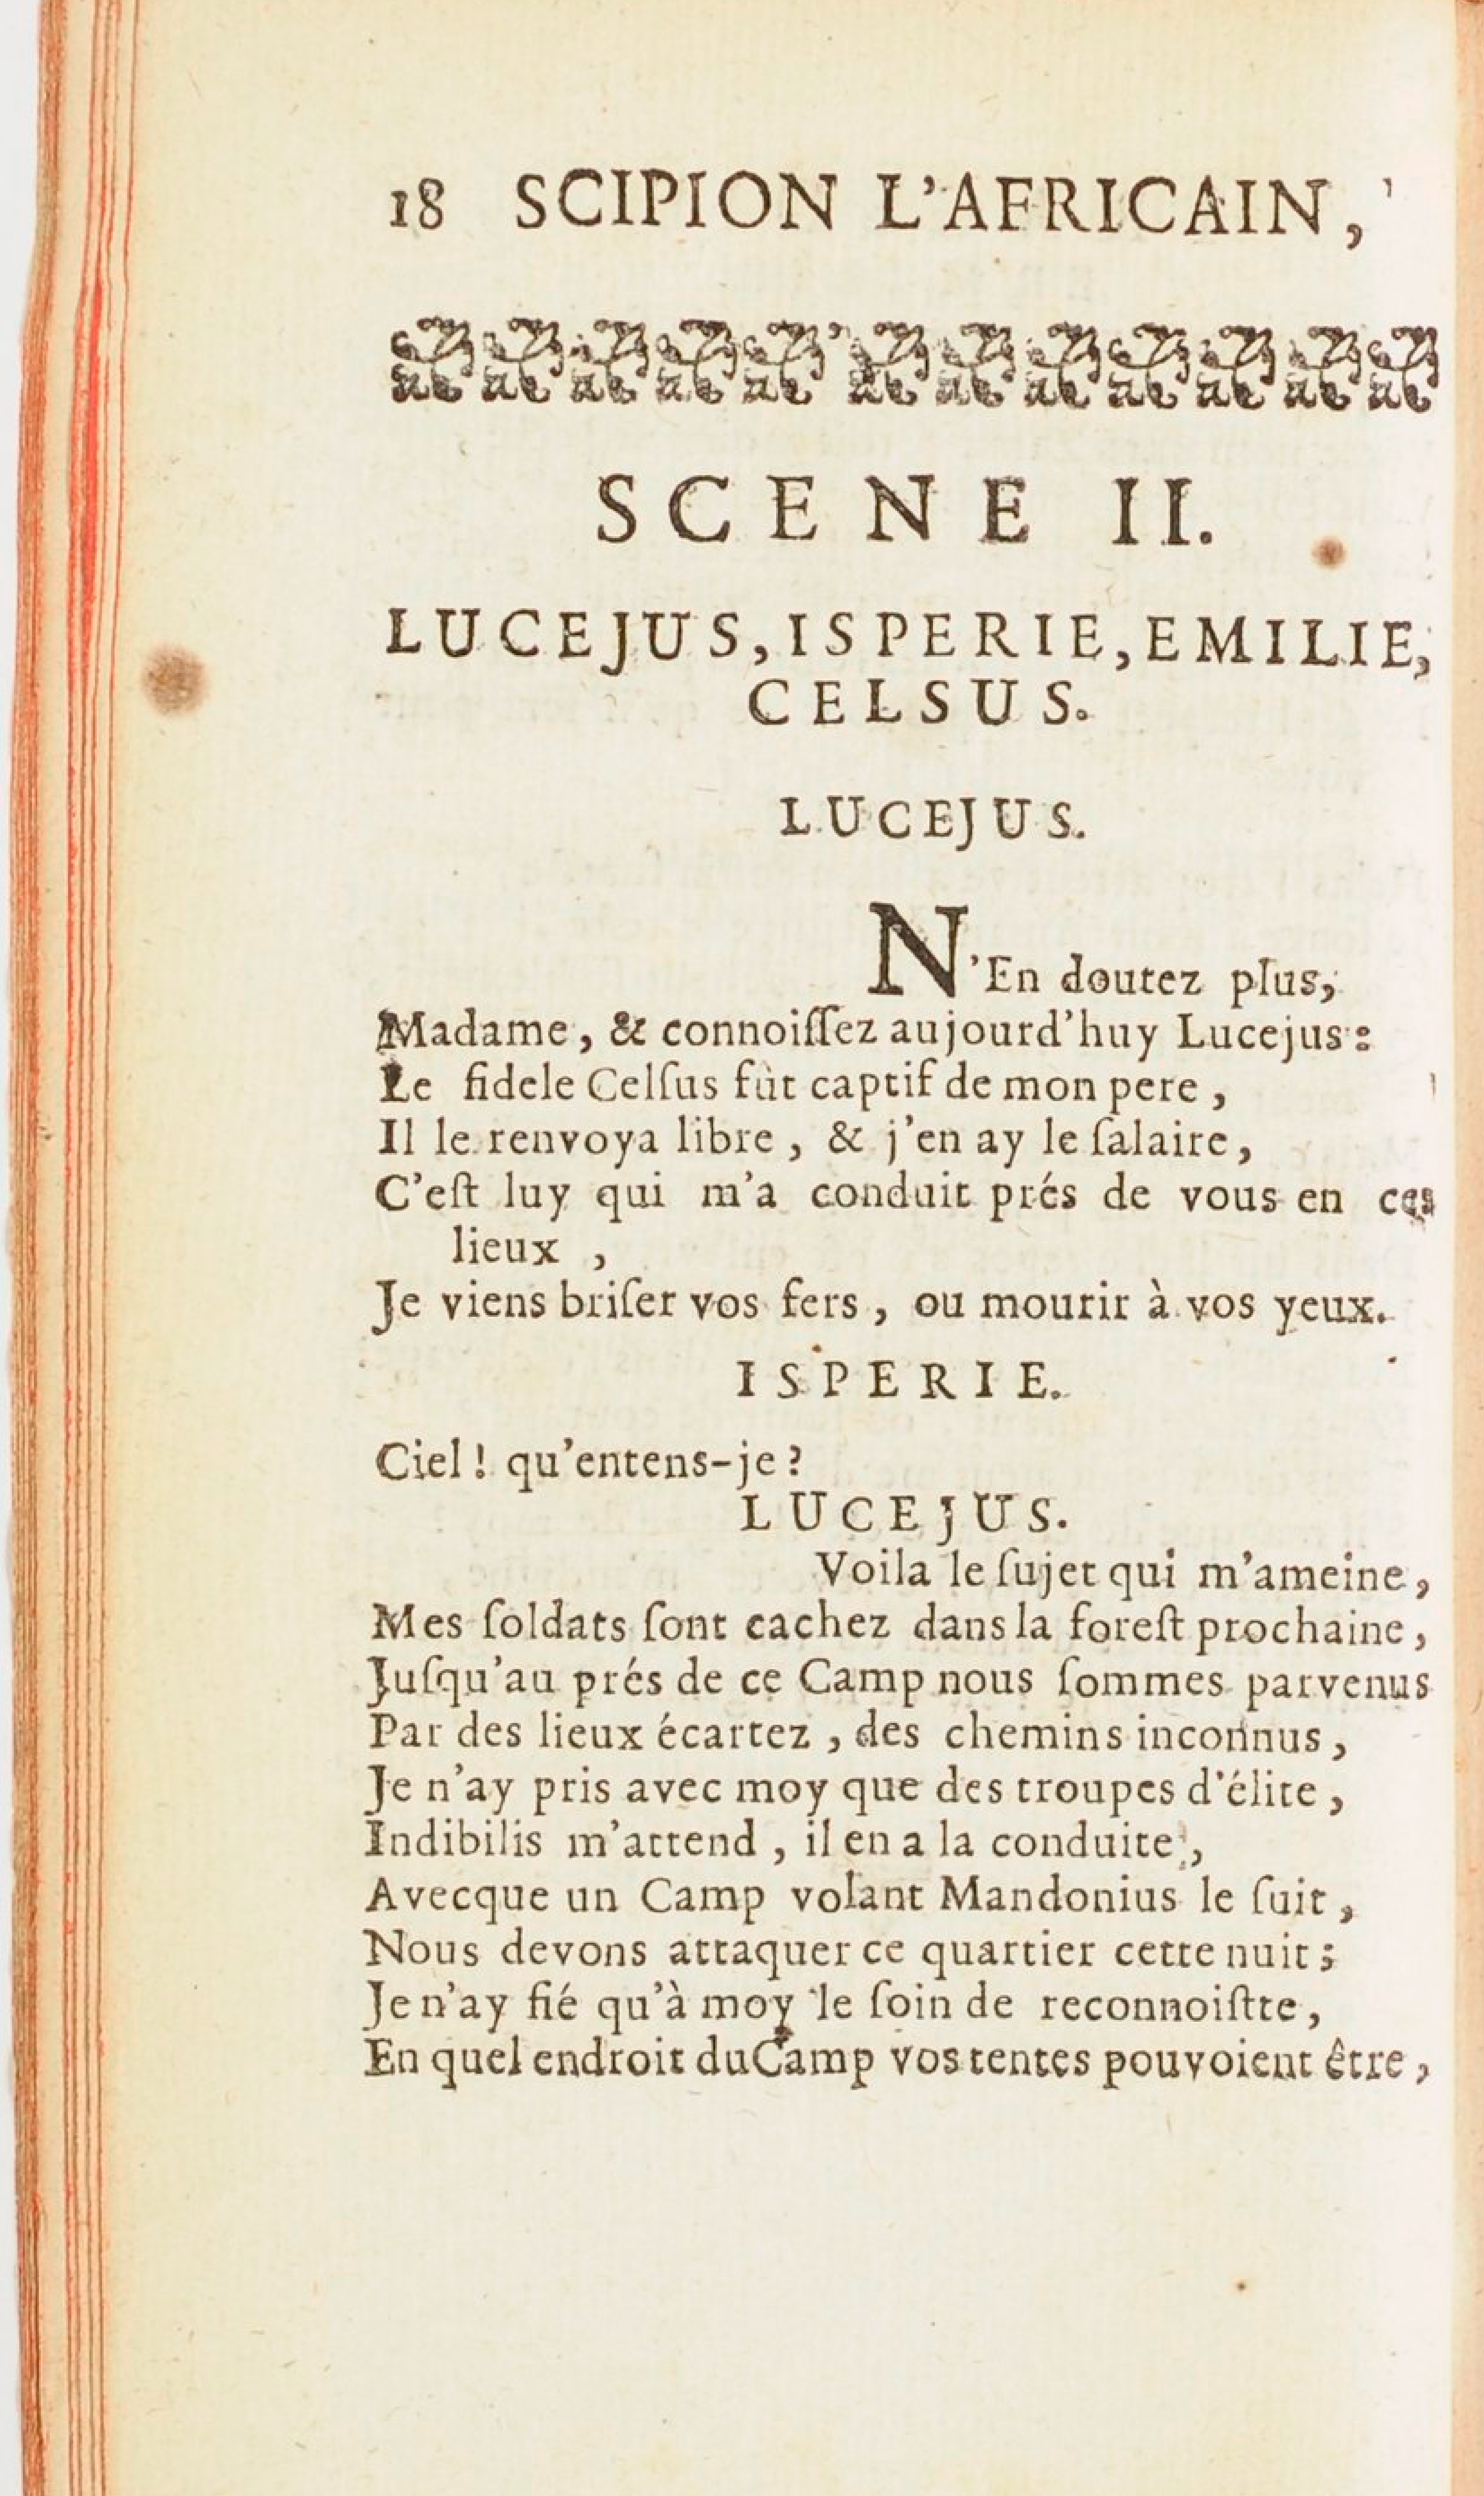 18 SCIPION L'AFRICAIN,
SCENE II.
LUCEJUS, ISPERIE, EMILIE,
CELSUS.
LUCEJUS.
N'En doutez plus,
Madame, & connoiſſez aujourd'huy Lucejus:
Le fidele Celſus fût captif de mon pere,
Il le renvoya libre, & j'en ay le ſalaire,
C'eſt luy qui m'a conduit prés de vous en ces
lieux,
Je viens briſer vos fers, ou mourir à vos yeux.
ISPERIE.
Ciel! qu'entens-je?
LUCEJUS.
Voila le ſujet qui m'ameine,
Mes ſoldats ſont cachez dans la foreſt prochaine,
Juſqu'au prés de ce Camp nous ſommes parvenus
Par des lieux écartez, des chemins inconnus,
Je n'ay pris avec moy que des troupes d'élite,
Indibilis m'attend, il en a la conduite,
Avecque un Camp volant Mandonius le ſuit,
Nous devons attaquer ce quartier cette nuit;
Je n'ay fié qu'à moy le ſoin de reconnoiſtre,
En quel endroit du Camp vos tentes pouvoient être,